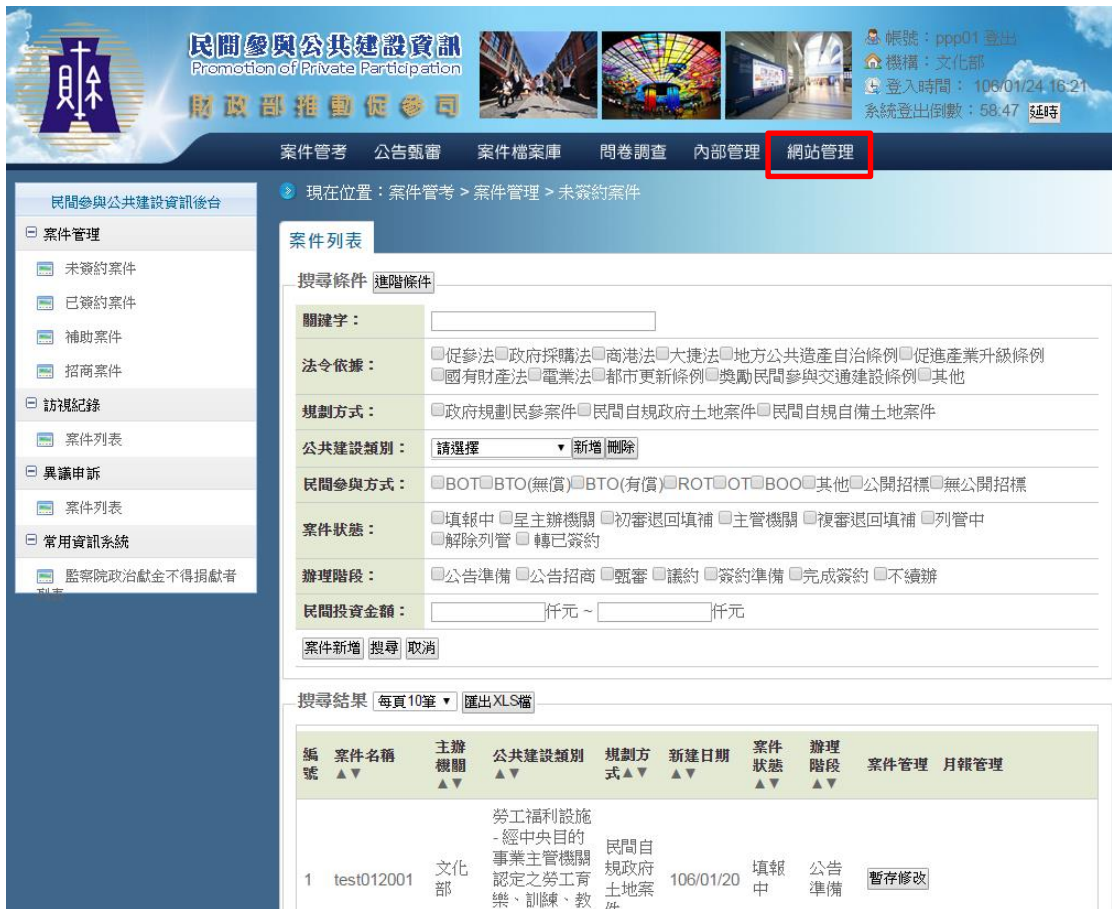 民間參與公共建設資訊
Promotion of Private Participation
財政部推動促參司
帳號：ppp01 登出
機構：文化部
登入時間： 106/01/24 16:21
系統登出倒數：58:47 延時
案件管考 公告甄審 案件檔案庫 問卷調查 內部管理 網站管理
民間參與公共建設資訊後台
案件管理
未簽約案件
已簽約案件
補助案件
招商案件
訪視紀錄
案件列表
異議申訴
案件列表
常用資訊系統
監察院政治獻金不得捐獻者
列表
現在位置：案件管考 > 案件管理 > 未簽約案件
案件列表
搜尋條件 進階條件
關鍵字：
法令依據： 促參法 政府採購法 商港法 大捷法 地方公共造產自治條例 促進產業升級條例
國有財產法 電業法 都市更新條例 獎勵民間參與交通建設條例 其他
規劃方式： 政府規劃民參案件 民間自規政府土地案件 民間自規自備土地案件
公共建設類別： 請選擇 ▼ 新增 刪除
民間參與方式： BOT BTO(無償) BTO(有償) ROT OT BOO 其他 公開招標 無公開招標
案件狀態： 填報中 呈主辦機關 初審退回填補 主管機關 複審退回填補 列管中
解除列管 轉已簽約
辦理階段： 公告準備 公告招商 甄審 議約 簽約準備 完成簽約 不續辦
民間投資金額： 仟元 ~ 仟元
案件新增 搜尋 取消
搜尋結果 每頁10筆 ▼ 匯出XLS檔
編號 案件名稱▲▼ 主辦機關▲▼ 公共建設類別▲▼ 規劃方式▲▼ 新建日期▲▼ 案件狀態▲▼ 辦理階段▲▼ 案件管理 月報管理
1 test012001 文化部 勞工福利設施-經中央目的事業主管機關認定之勞工育樂、訓練、教 民間自規政府土地案件 106/01/20 填報中 公告準備 暫存修改